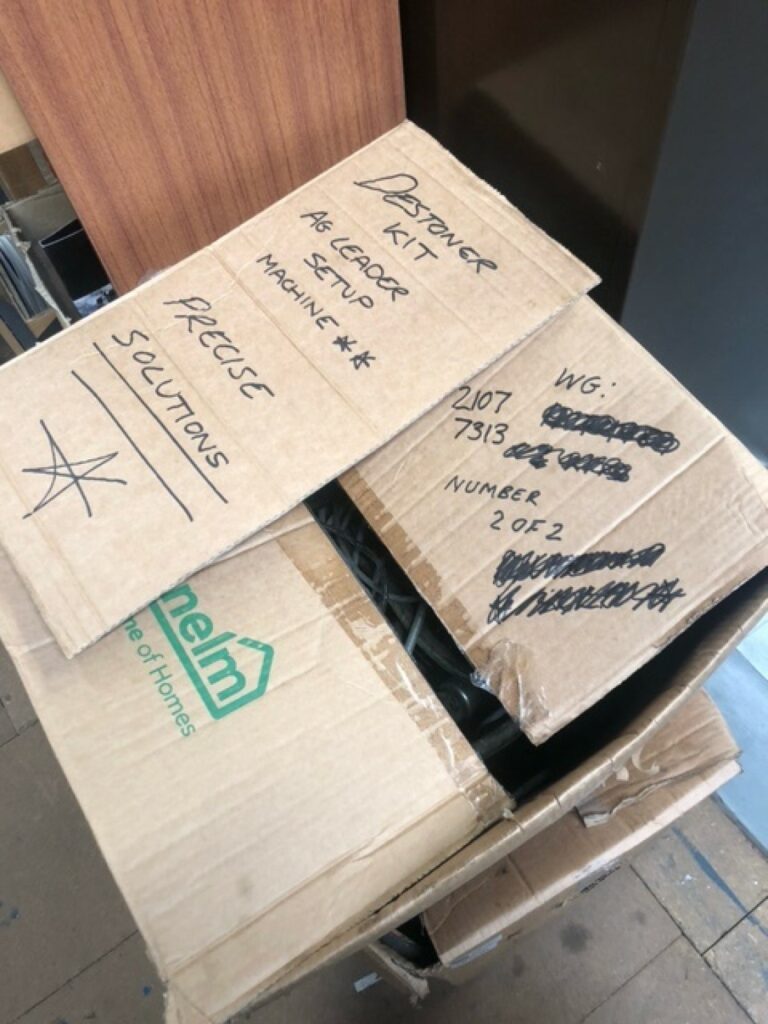 DESTONER
KIT
AG LEADER
SETUP
MACHINE **
PRECISE
SOLUTIONS
WG:
2107
7313
NUMBER
2 OF 2
nelm
ne of Homes